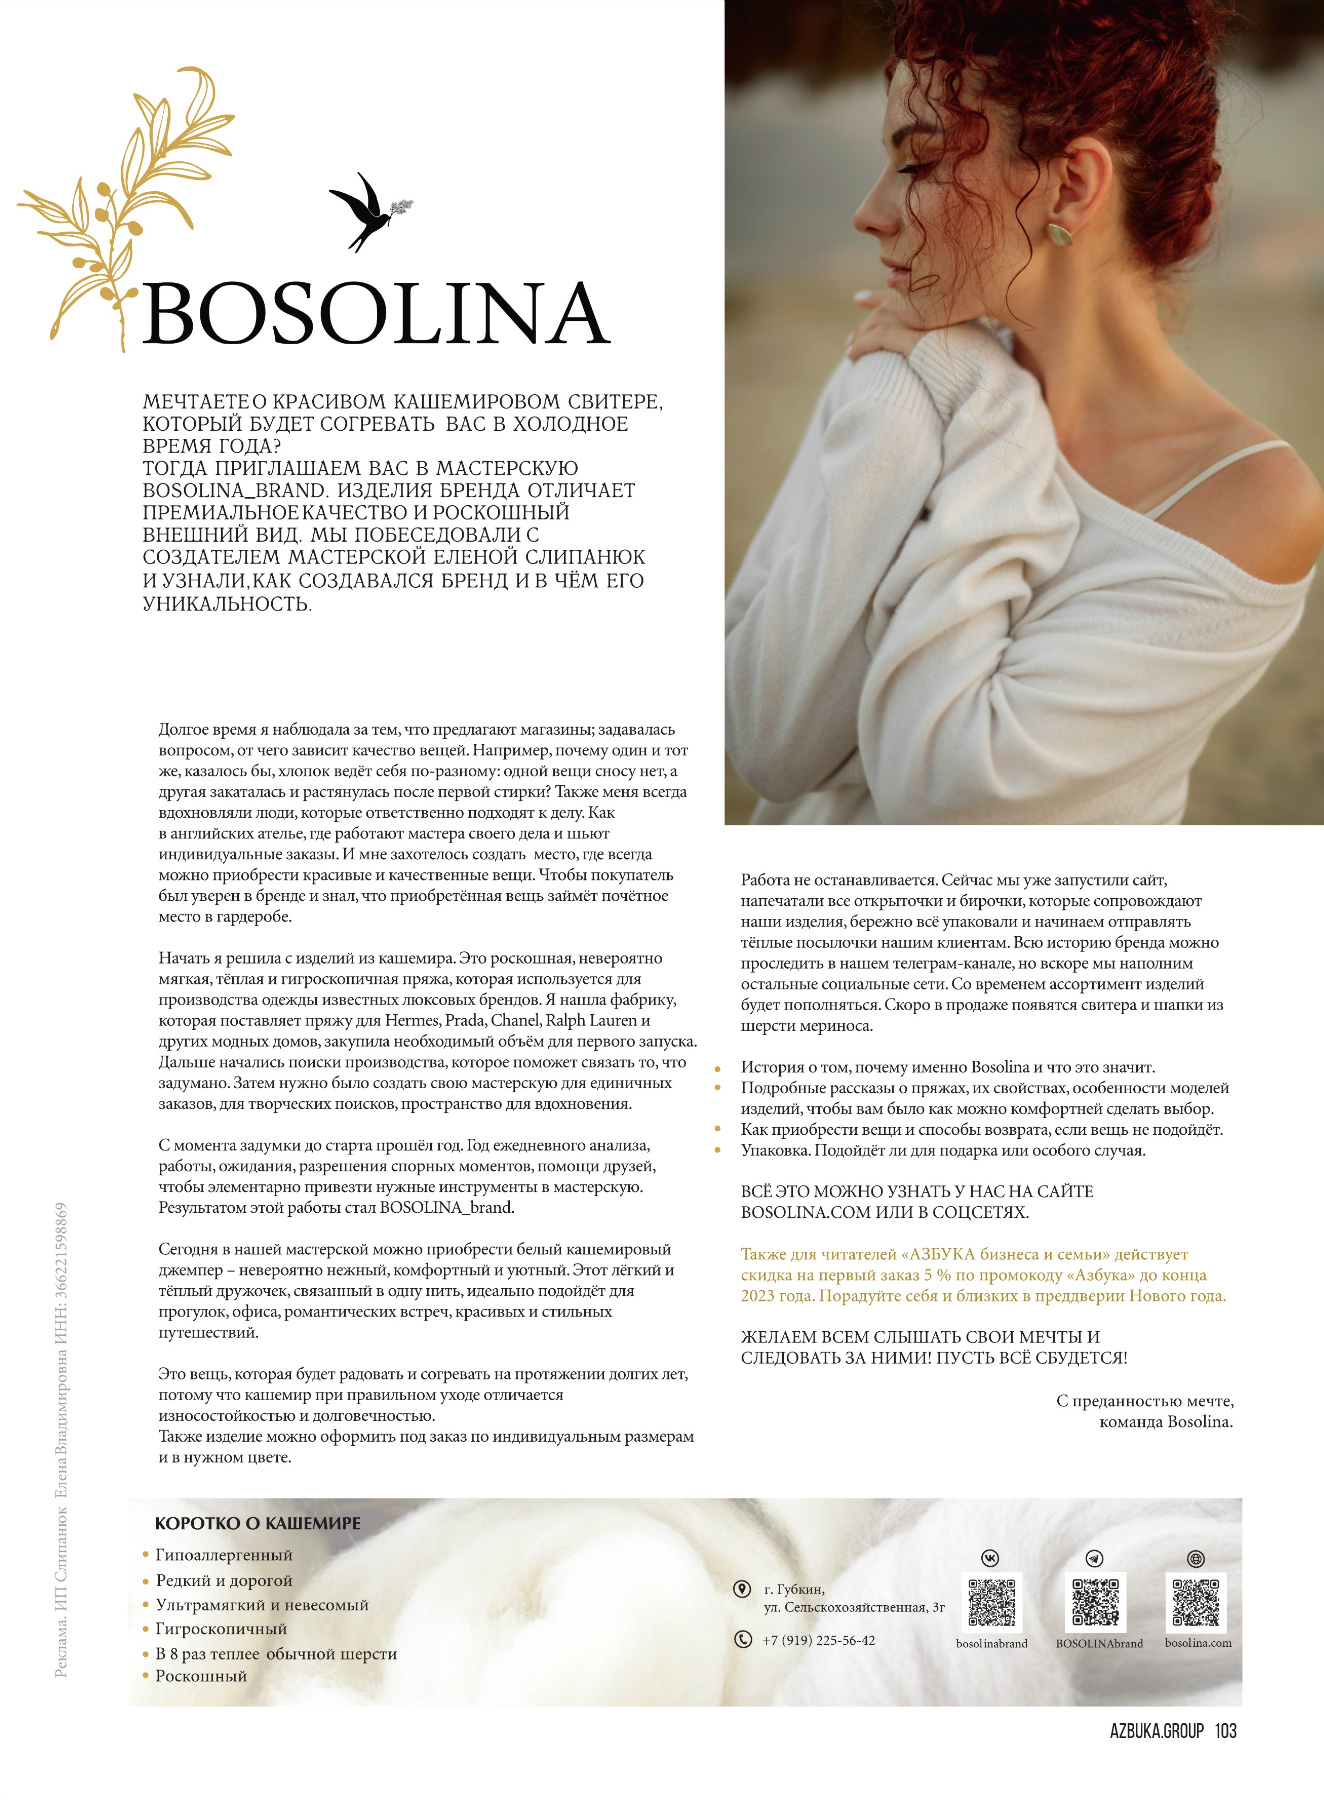 BOSOLINA
МЕЧТАЕТЕ О КРАСИВОМ КАШЕМИРОВОМ СВИТЕРЕ,
КОТОРЫЙ БУДЕТ СОГРЕВАТЬ ВАС В ХОЛОДНОЕ
ВРЕМЯ ГОДА?
ТОГДА ПРИГЛАШАЕМ ВАС В МАСТЕРСКУЮ
BOSOLINA_BRAND. ИЗДЕЛИЯ БРЕНДА ОТЛИЧАЕТ
ПРЕМИАЛЬНОЕ КАЧЕСТВО И РОСКОШНЫЙ
ВНЕШНИЙ ВИД. МЫ ПОБЕСЕДОВАЛИ С
СОЗДАТЕЛЕМ МАСТЕРСКОЙ ЕЛЕНОЙ СЛИПАНЮК
И УЗНАЛИ, КАК СОЗДАВАЛСЯ БРЕНД И В ЧЁМ ЕГО
УНИКАЛЬНОСТЬ.
Долгое время я наблюдала за тем, что предлагают магазины; задавалась
вопросом, от чего зависит качество вещей. Например, почему один и тот
же, казалось бы, хлопок ведёт себя по-разному: одной вещи сносу нет, а
другая закаталась и растянулась после первой стирки? Также меня всегда
вдохновляли люди, которые ответственно подходят к делу. Как
в английских ателье, где работают мастера своего дела и шьют
индивидуальные заказы. И мне захотелось создать место, где всегда
можно приобрести красивые и качественные вещи. Чтобы покупатель
был уверен в бренде и знал, что приобретённая вещь займёт почётное
место в гардеробе.
Начать я решила с изделий из кашемира. Это роскошная, невероятно
мягкая, тёплая и гигроскопичная пряжа, которая используется для
производства одежды известных люксовых брендов. Я нашла фабрику,
которая поставляет пряжу для Hermes, Prada, Chanel, Ralph Lauren и
других модных домов, закупила необходимый объём для первого запуска.
Дальше начались поиски производства, которое поможет связать то, что
задумано. Затем нужно было создать свою мастерскую для единичных
заказов, для творческих поисков, пространство для вдохновения.
С момента задумки до старта прошёл год. Год ежедневного анализа,
работы, ожидания, разрешения спорных моментов, помощи друзей,
чтобы элементарно привезти нужные инструменты в мастерскую.
Результатом этой работы стал BOSOLINA_brand.
Сегодня в нашей мастерской можно приобрести белый кашемировый
джемпер – невероятно нежный, комфортный и уютный. Этот лёгкий и
тёплый дружочек, связанный в одну нить, идеально подойдёт для
прогулок, офиса, романтических встреч, красивых и стильных
путешествий.
Это вещь, которая будет радовать и согревать на протяжении долгих лет,
потому что кашемир при правильном уходе отличается
износостойкостью и долговечностью.
Также изделие можно оформить под заказ по индивидуальным размерам
и в нужном цвете.
Работа не останавливается. Сейчас мы уже запустили сайт,
напечатали все открыточки и бирочки, которые сопровождают
наши изделия, бережно всё упаковали и начинаем отправлять
тёплые посылочки нашим клиентам. Всю историю бренда можно
проследить в нашем телеграм-канале, но вскоре мы наполним
остальные социальные сети. Со временем ассортимент изделий
будет пополняться. Скоро в продаже появятся свитера и шапки из
шерсти мериноса.
• История о том, почему именно Bosolina и что это значит.
• Подробные рассказы о пряжах, их свойствах, особенности моделей
изделий, чтобы вам было как можно комфортней сделать выбор.
• Как приобрести вещи и способы возврата, если вещь не подойдёт.
• Упаковка. Подойдёт ли для подарка или особого случая.
ВСЁ ЭТО МОЖНО УЗНАТЬ У НАС НА САЙТЕ
BOSOLINA.COM ИЛИ В СОЦСЕТЯХ.
Также для читателей «АЗБУКА бизнеса и семьи» действует
скидка на первый заказ 5 % по промокоду «Азбука» до конца
2023 года. Порадуйте себя и близких в преддверии Нового года.
ЖЕЛАЕМ ВСЕМ СЛЫШАТЬ СВОИ МЕЧТЫ И
СЛЕДОВАТЬ ЗА НИМИ! ПУСТЬ ВСЁ СБУДЕТСЯ!
С преданностью мечте,
команда Bosolina.
Реклама. ИП Слипанюк Елена Владимировна ИНН: 366221598869
КОРОТКО О КАШЕМИРЕ
• Гипоаллергенный
• Редкий и дорогой
• Ультрамягкий и невесомый
• Гигроскопичный
• В 8 раз теплее обычной шерсти
• Роскошный
г. Губкин,
ул. Сельскохозяйственная, 3г
+7 (919) 225-56-42
bosolinabrand
BOSOLINAbrand
bosolina.com
AZBUKA.GROUP 103